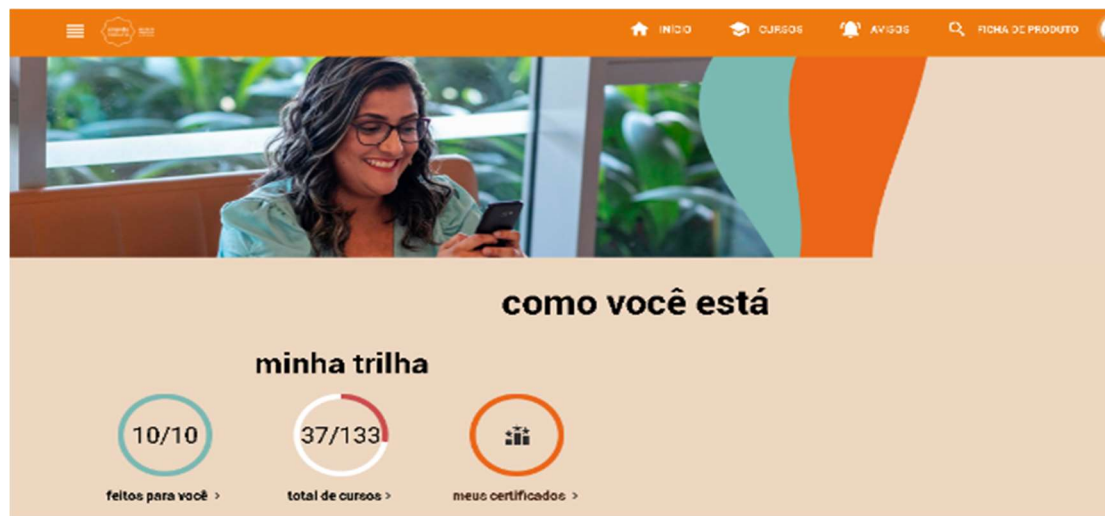 INÍCIO
CURSOS
AVISOS
FICHA DE PRODUTO
como você está
minha trilha
10/10
37/133
feitos para você >
total de cursos >
meus certificados >